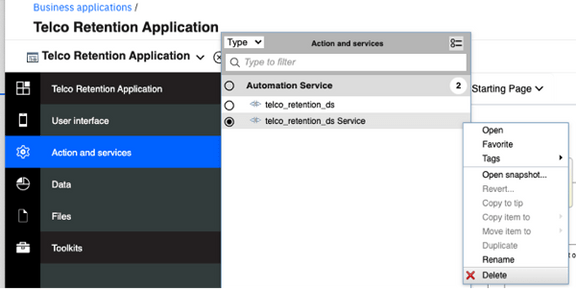 Business applications /
Telco Retention Application
Telco Retention Application
Type
Action and services
Type to filter
Telco Retention Application
User interface
Action and services
Data
Files
Toolkits
Automation Service 2
telco_retention_ds
telco_retention_ds Service
Starting Page
Open
Favorite
Tags
Open snapshot...
Revert...
Copy to tip
Copy item to
Move item to
Duplicate
Rename
Delete